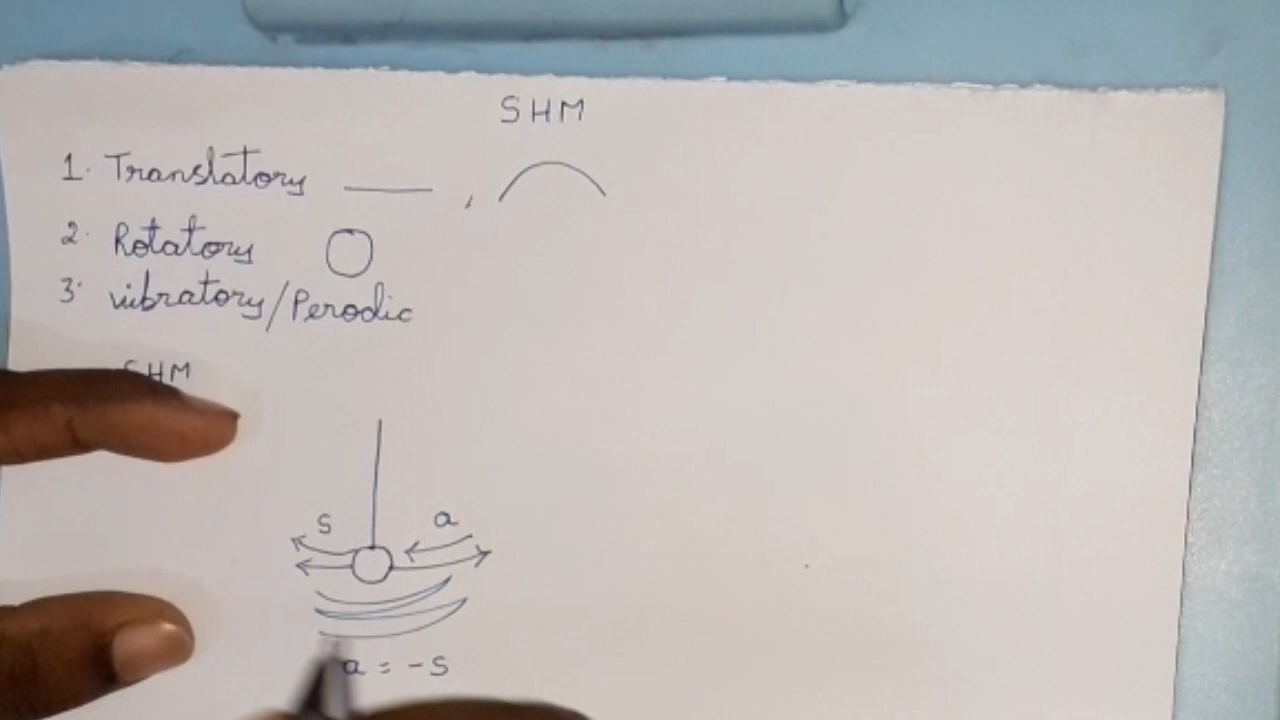 SHM
1. Translatory ,
2. Rotatory
3. vibratory/Perodic
SHM
s a
a = -s